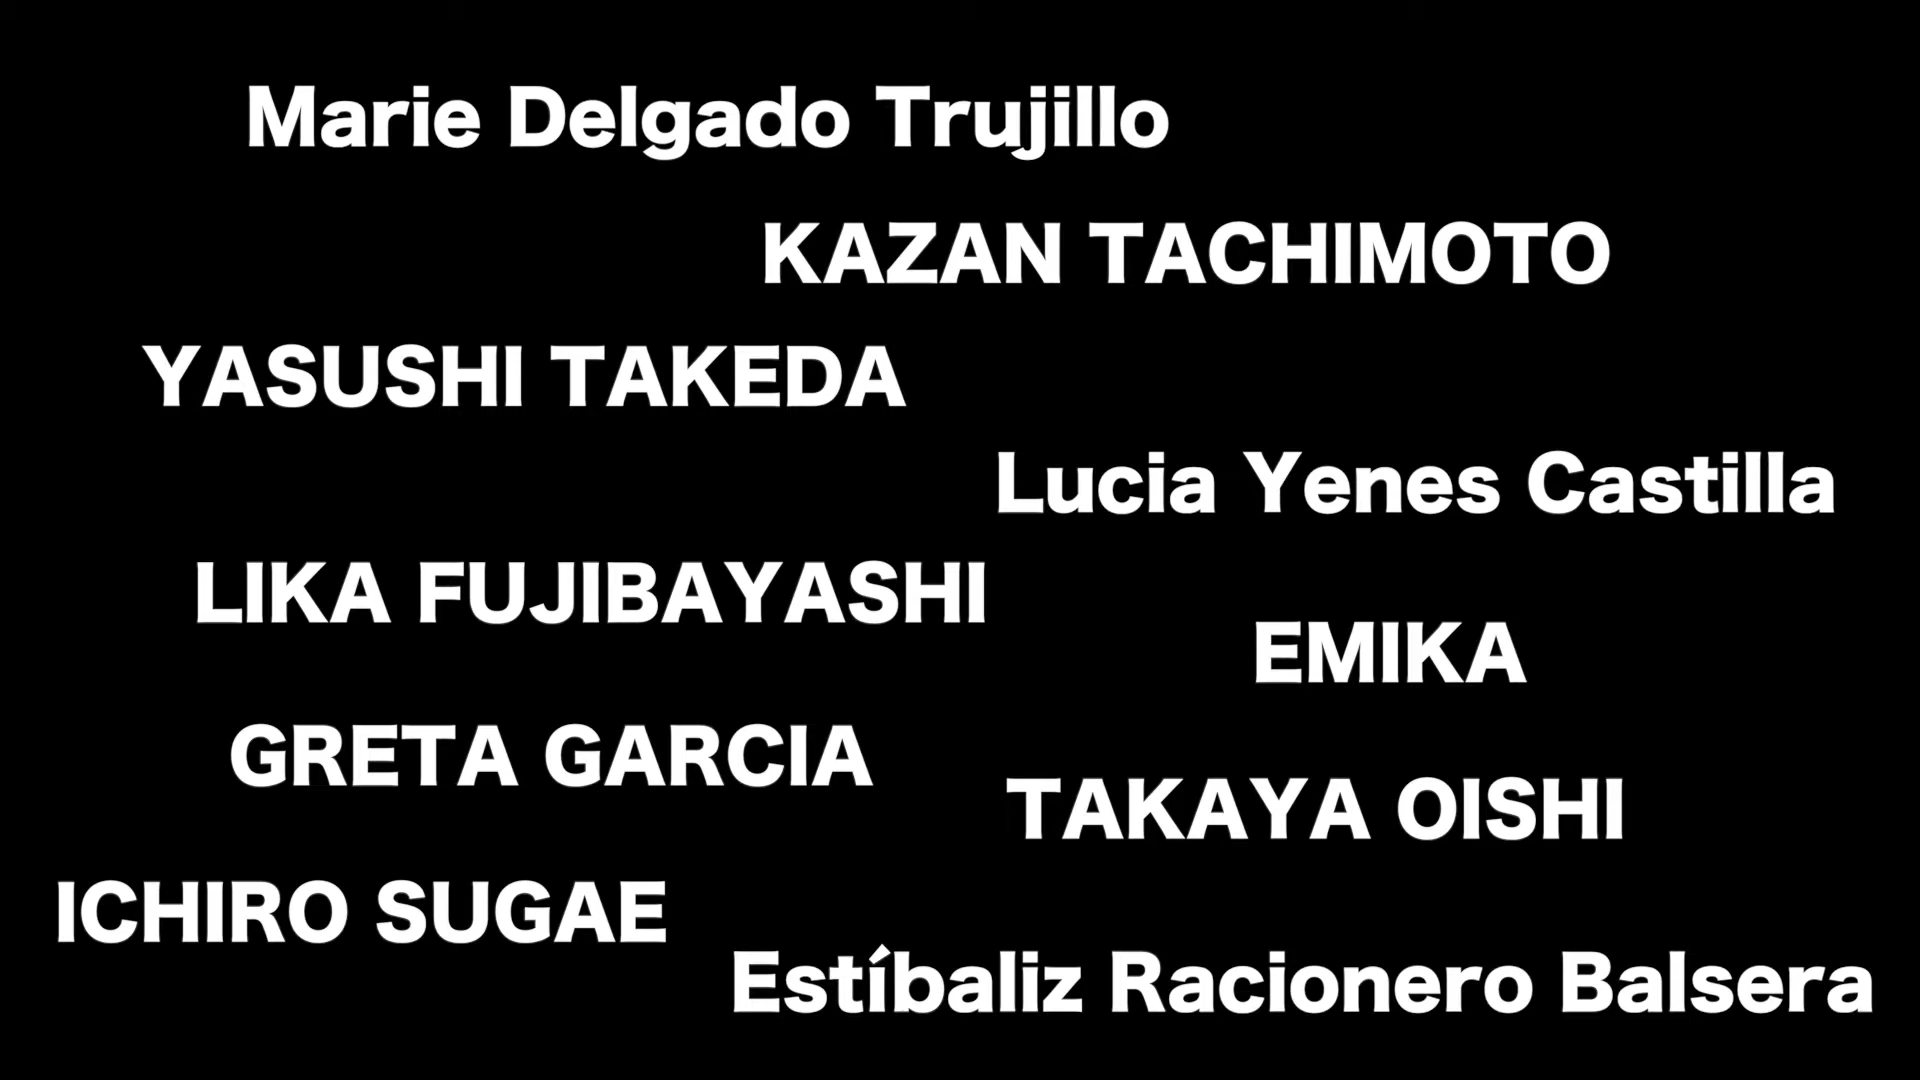 Marie Delgado Trujillo
KAZAN TACHIMOTO
YASUSHI TAKEDA
Lucia Yenes Castilla
LIKA FUJIBAYASHI
EMIKA
GRETA GARCIA
TAKAYA OISHI
ICHIRO SUGAE
Estíbaliz Racionero Balsera